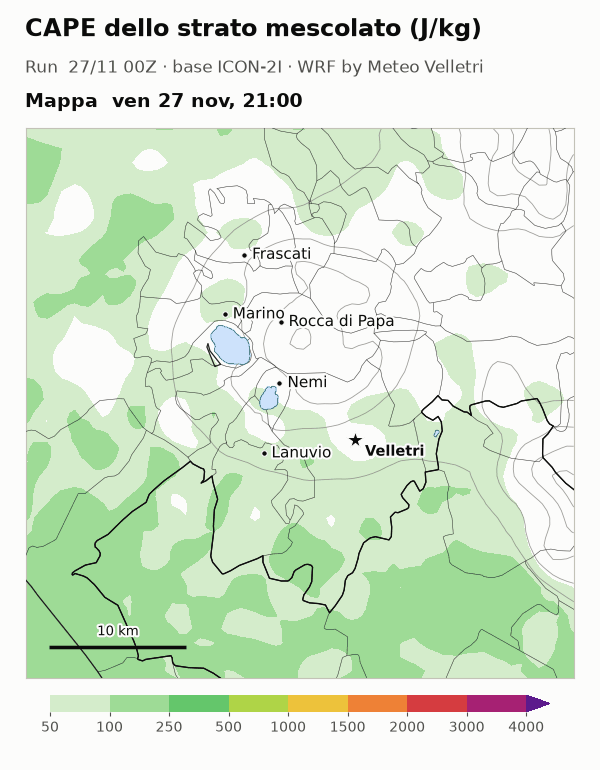 CAPE dello strato mescolato (J/kg)
Run 27/11 00Z · base ICON-2I · WRF by Meteo Velletri
Mappa ven 27 nov, 21:00
Frascati
Marino
Rocca di Papa
Nemi
Velletri
Lanuvio
10 km
50 100 250 500 1000 1500 2000 3000 4000